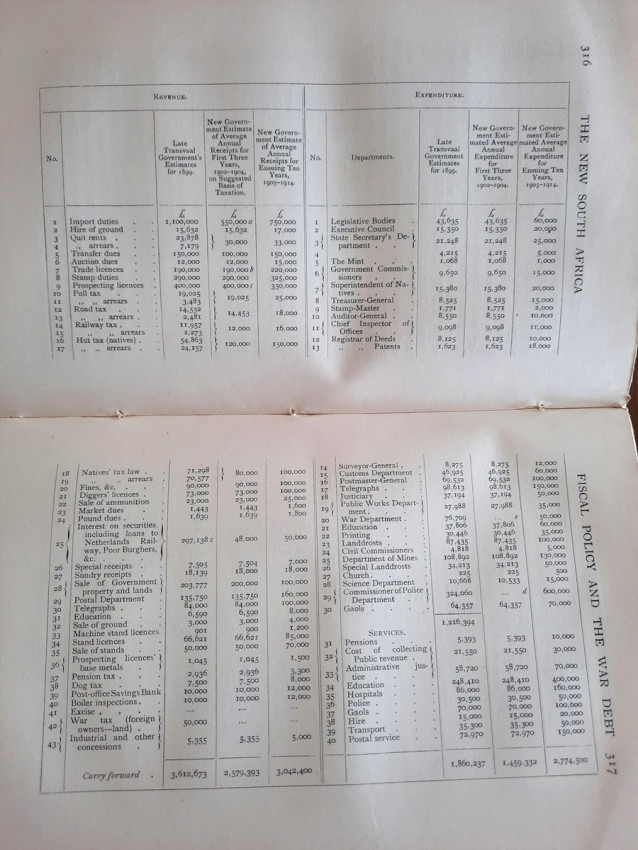 316
THE NEW SOUTH AFRICA
REVENUE.
No.
Late Transvaal Government's Estimates for 1899.
New Government Estimate of Average Annual Receipts for First Three Years, 1902-1904, on Suggested Basis of Taxation.
New Government Estimate of Average Annual Receipts for Ensuing Ten Years, 1905-1914.
£ £ £
1 Import duties 1,100,000 550,000 a 750,000
2 Hire of ground 15,632 15,632 17,000
3 Quit rents 23,878
4 „ arrears 7,179 } 30,000 33,000
5 Transfer dues 150,000 100,000 150,000
6 Auction dues 12,000 12,000 15,000
7 Trade licences 190,000 190,000 b 220,000
8 Stamp duties 290,000 290,000 325,000
9 Prospecting licences 400,000 400,000 c 350,000
10 Poll tax 19,025
11 „ „ arrears 3,483 } 19,025 25,000
12 Road tax 14,532
13 „ „ arrears 2,481 } 14,453 18,000
14 Railway tax 11,957
15 „ „ arrears 2,273 } 12,000 16,000
16 Hut tax (natives) 54,863
17 „ „ arrears 24,157 } 120,000 150,000
EXPENDITURE.
No.
Departments.
Late Transvaal Government Estimates for 1899.
New Government Estimated Average Annual Expenditure for First Three Years, 1902-1904.
New Government Estimated Average Annual Expenditure for Ensuing Ten Years, 1905-1914.
£ £ £
1 Legislative Bodies 43,635 43,635 60,000
2 Executive Council 15,350 15,350 20,000
3 { State Secretary's De-
partment } 21,248 21,248 25,000
4 4,215 4,215 5,000
5 The Mint 1,068 1,068 1,000
6 { Government Commis-
sioners } 9,650 9,650 15,000
7 { Superintendent of Na-
tives } 15,380 15,380 20,000
8 Treasurer-General 8,525 8,525 15,000
9 Stamp-Master 1,771 1,771 2,000
10 Auditor-General 8,550 8,550 10,000
11 { Chief Inspector of
Offices } 9,098 9,098 11,000
12 Registrar of Deeds 8,125 8,125 10,000
13 „ „ Patents 1,623 1,623 18,000
FISCAL POLICY AND THE WAR DEBT 317
18 Natives' tax law 71,298
19 „ „ arrears 70,577 } 80,000 100,000
20 Fines, &c. 90,000 90,000 100,000
21 Diggers' licences 73,000 73,000 100,000
22 Sale of ammunition 23,000 23,000 25,000
23 Market dues 1,443 1,443 1,600
24 Pound dues 1,639 1,639 1,800
25 { Interest on securities,
including loans to
Netherlands Rail-
way, Poor Burghers,
&c. } 297,138 c 48,000 50,000
26 Special receipts 7,505 7,504 7,000
27 Sundry receipts 18,139 18,000 18,000
28 { Sale of Government
property and lands } 203,777 200,000 100,000
29 Postal Department 135,750 135,750 160,000
30 Telegraphs 84,000 84,000 100,000
31 Education 6,590 6,590 8,000
32 Sale of ground 3,000 3,000 4,000
33 Machine stand licences 901 900 1,200
34 Stand licences 66,621 66,621 85,000
35 Sale of stands 50,000 50,000 70,000
36 { Prospecting licences'
base metals } 1,045 1,045 1,500
37 Pension tax 2,936 2,936 3,300
38 Dog tax 7,500 7,500 8,000
39 Post-office Savings Bank 10,000 10,000 12,000
40 Boiler inspections 10,000 10,000 12,000
41 Excise ... ... ...
42 { War tax (foreign
owners—land) } 50,000 ... ...
43 { Industrial and other
concessions } 5,355 5,355 5,000
Carry forward 3,612,673 2,579,393 3,042,400
14 Surveyor-General 8,275 8,275 12,000
15 Customs Department 46,925 46,925 60,000
16 Postmaster-General 69,532 69,532 100,000
17 Telegraphs 98,613 98,613 150,000
18 Justiciary 37,194 37,194 50,000
19 { Public Works Depart-
ment } 27,988 27,988 35,000
20 War Department 76,709 ... e 50,000
21 Education 37,806 37,806 60,000
22 Printing 30,446 30,446 35,000
23 Landdrosts 87,435 87,435 100,000
24 Civil Commissioners 4,818 4,818 5,000
25 Department of Mines 108,892 108,892 130,000
26 Special Landdrosts 34,213 34,213 50,000
27 Church 225 225 500
28 Science Department 10,668 10,533 15,000
29 { Commissioner of Police
Department } 324,060 ... d 600,000
30 Gaols 64,357 64,357 70,000
1,216,394
SERVICES.
31 Pensions 5,393 5,393 10,000
32 { Cost of collecting
Public revenue } 21,550 21,550 30,000
33 { Administrative jus-
tice } 58,720 58,720 70,000
34 Education 248,410 248,410 400,000
35 Hospitals 86,000 86,000 160,000
36 Police 30,500 30,500 50,000
37 Gaols 70,000 70,000 100,000
38 Hire 15,000 15,000 20,000
39 Transport 35,300 35,300 50,000
40 Postal service 72,970 72,970 150,000
1,860,237 1,459,332 2,774,500